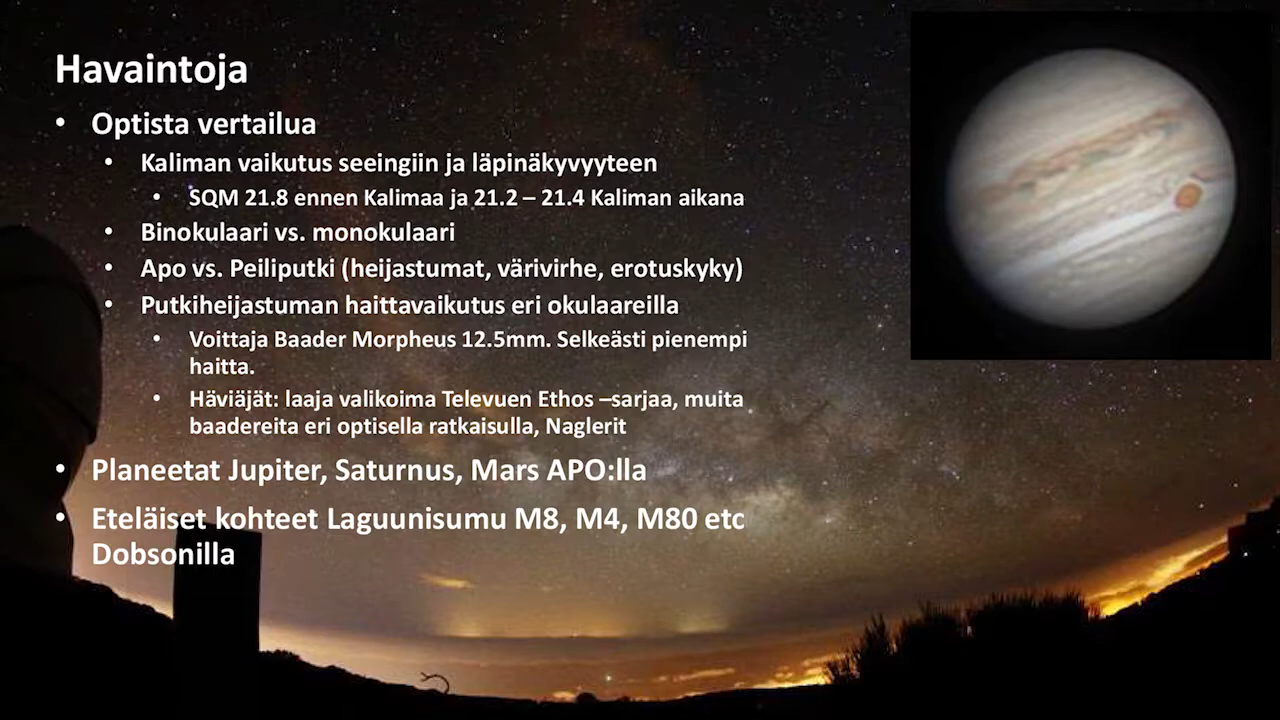 Havaintoja
• Optista vertailua
• Kaliman vaikutus seeingiin ja läpinäkyvyyteen
• SQM 21.8 ennen Kalimaa ja 21.2 – 21.4 Kaliman aikana
• Binokulaari vs. monokulaari
• Apo vs. Peiliputki (heijastumat, värivirhe, erotuskyky)
• Putkiheijastuman haittavaikutus eri okulaareilla
• Voittaja Baader Morpheus 12.5mm. Selkeästi pienempi
haitta.
• Häviäjät: laaja valikoima Televuen Ethos –sarjaa, muita
baadereita eri optisella ratkaisulla, Naglerit
• Planeetat Jupiter, Saturnus, Mars APO:lla
• Eteläiset kohteet Laguunisumu M8, M4, M80 etc
Dobsonilla